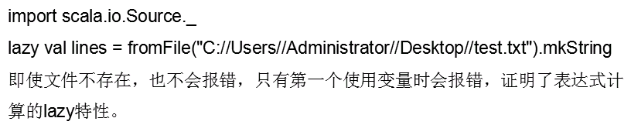 import scala.io.Source._
lazy val lines = fromFile("C://Users//Administrator//Desktop//test.txt").mkString
即使文件不存在，也不会报错，只有第一个使用变量时会报错，证明了表达式计
算的lazy特性。